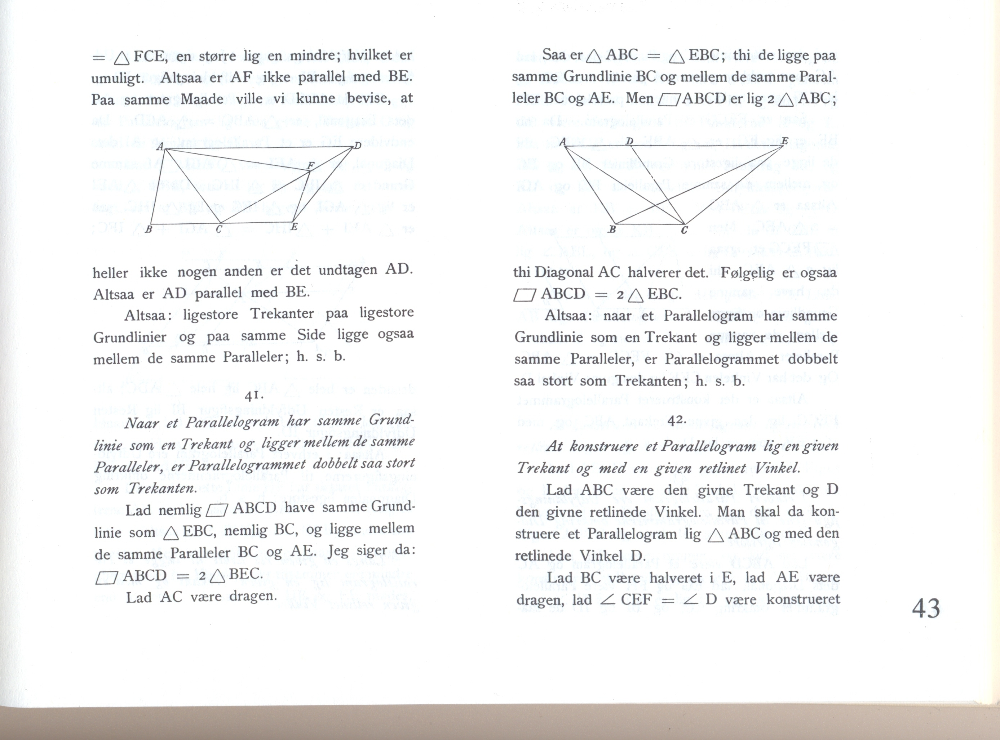 = △ FCE, en større lig en mindre; hvilket er
umuligt. Altsaa er AF ikke parallel med BE.
Paa samme Maade ville vi kunne bevise, at
A
D
F
B
C
E
heller ikke nogen anden er det undtagen AD.
Altsaa er AD parallel med BE.
Altsaa: ligestore Trekanter paa ligestore
Grundlinier og paa samme Side ligge ogsaa
mellem de samme Paralleler; h. s. b.
41.
Naar et Parallelogram har samme Grund-
linie som en Trekant og ligger mellem de samme
Paralleler, er Parallelogrammet dobbelt saa stort
som Trekanten.
Lad nemlig ▱ ABCD have samme Grund-
linie som △ EBC, nemlig BC, og ligge mellem
de samme Paralleler BC og AE. Jeg siger da:
▱ ABCD = 2 △ BEC.
Lad AC være dragen.
Saa er △ ABC = △ EBC; thi de ligge paa
samme Grundlinie BC og mellem de samme Paral-
leler BC og AE. Men ▱ ABCD er lig 2 △ ABC;
A
D
E
B
C
thi Diagonal AC halverer det. Følgelig er ogsaa
▱ ABCD = 2 △ EBC.
Altsaa: naar et Parallelogram har samme
Grundlinie som en Trekant og ligger mellem de
samme Paralleler, er Parallelogrammet dobbelt
saa stort som Trekanten; h. s. b.
42.
At konstruere et Parallelogram lig en given
Trekant og med en given retlinet Vinkel.
Lad ABC være den givne Trekant og D
den givne retlinede Vinkel. Man skal da kon-
struere et Parallelogram lig △ ABC og med den
retlinede Vinkel D.
Lad BC være halveret i E, lad AE være
dragen, lad ∠ CEF = ∠ D være konstrueret
43